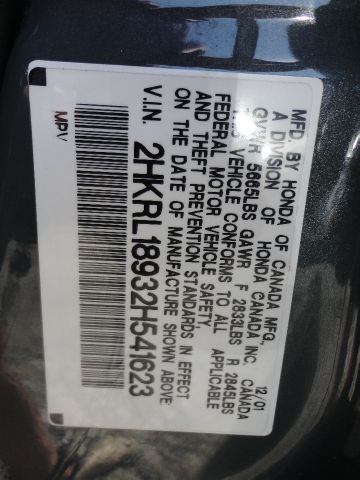 MFD. BY HONDA OF CANADA MFG.,
A DIVISION OF HONDA CANADA INC. CANADA 12/01
GVWR 5665LBS GAWR F 2833LBS R 2845LBS
THIS VEHICLE CONFORMS TO ALL APPLICABLE
FEDERAL MOTOR VEHICLE SAFETY
AND THEFT PREVENTION STANDARDS IN EFFECT
ON THE DATE OF MANUFACTURE SHOWN ABOVE.
V.I.N. 2HKRL18932H541623
MPV